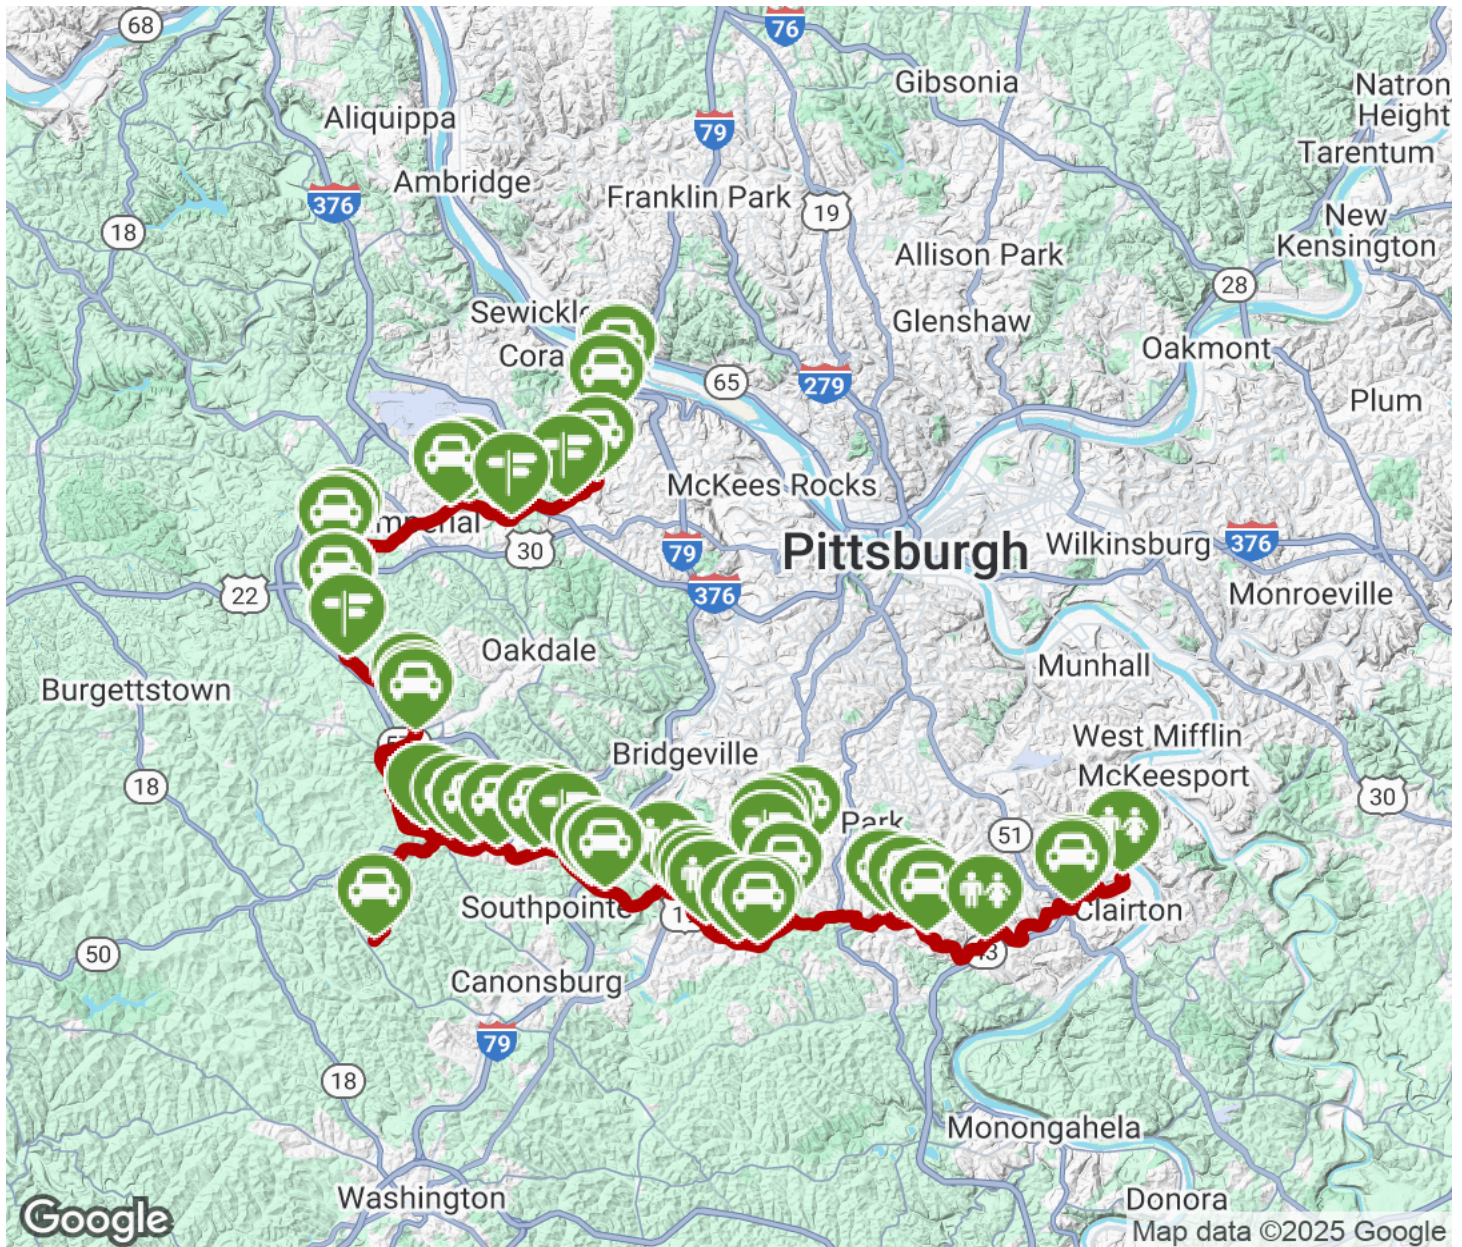 68
76
Gibsonia
Natron
Height
Aliquippa
79
Tarentum
Ambridge
Franklin Park
376
19
New
Kensington
18
Allison Park
28
Sewickl
Glenshaw
Cora
Oakmont
65
279
Plum
McKees Rocks
30
79
Pittsburgh
Wilkinsburg
376
22
376
Monroeville
Oakdale
Munhall
Burgettstown
West Mifflin
Bridgeville
McKeesport
18
30
Park
51
Southpointe
Clairton
50
43
Canonsburg
79
18
Monongahela
Washington
Donora
Google
Map data ©2025 Google